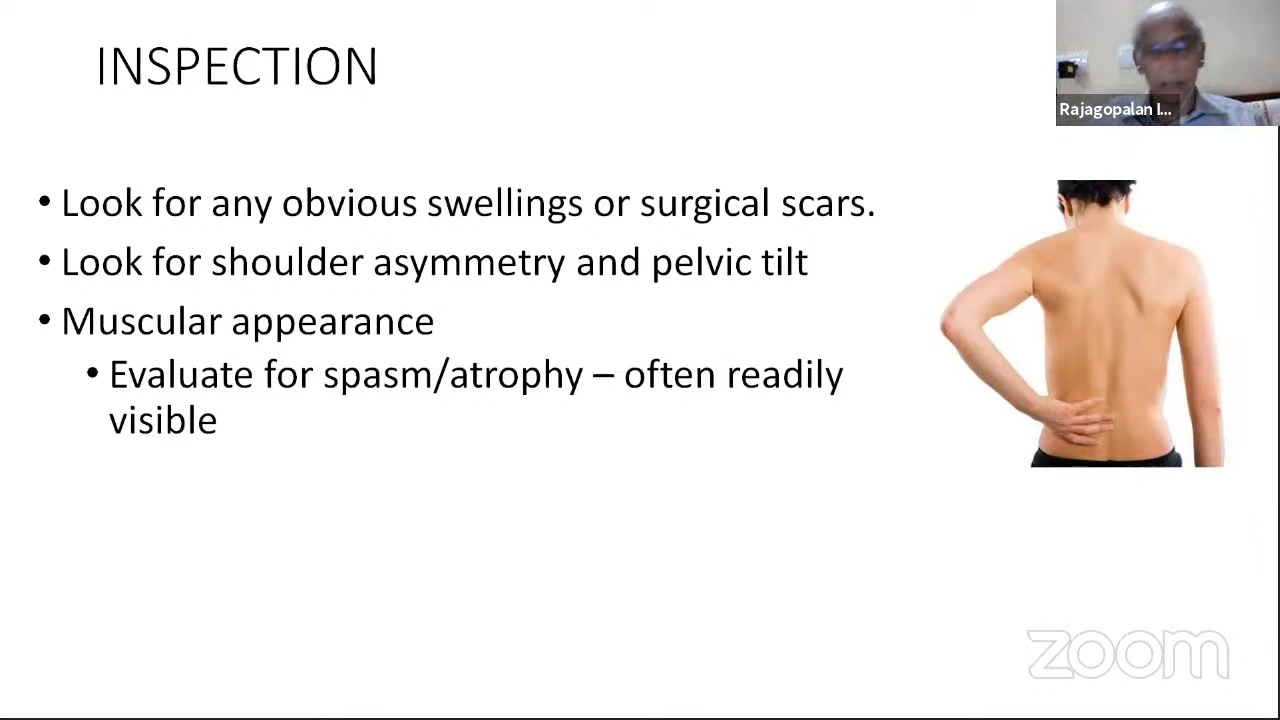 INSPECTION
Rajagopalan I...
• Look for any obvious swellings or surgical scars.
• Look for shoulder asymmetry and pelvic tilt
• Muscular appearance
• Evaluate for spasm/atrophy – often readily
visible
zoom